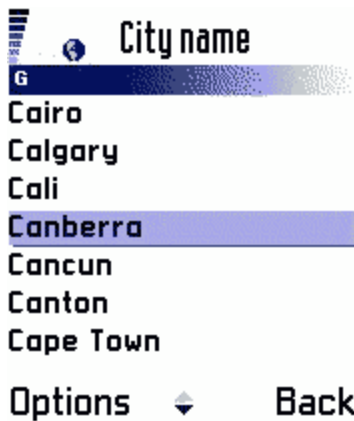 City name
G
Cairo
Calgary
Cali
Canberra
Cancun
Canton
Cape Town
Options
Back